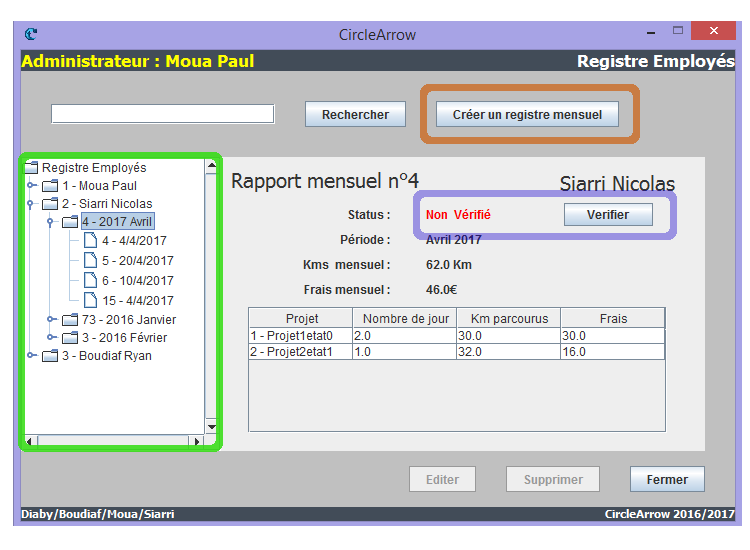 CircleArrow
Administrateur : Moua Paul
Registre Employés
Rechercher
Créer un registre mensuel
Registre Employés
1 - Moua Paul
2 - Siarri Nicolas
4 - 2017 Avril
4 - 4/4/2017
5 - 20/4/2017
6 - 10/4/2017
15 - 4/4/2017
73 - 2016 Janvier
3 - 2016 Février
3 - Boudiaf Ryan
Rapport mensuel n°4
Siarri Nicolas
Status : Non Vérifié
Verifier
Période : Avril 2017
Kms mensuel : 62.0 Km
Frais mensuel : 46.0€
Projet Nombre de jour Km parcourus Frais
1 - Projet1etat0 2.0 30.0 30.0
2 - Projet2etat1 1.0 32.0 16.0
Editer
Supprimer
Fermer
Diaby/Boudiaf/Moua/Siarri
CircleArrow 2016/2017